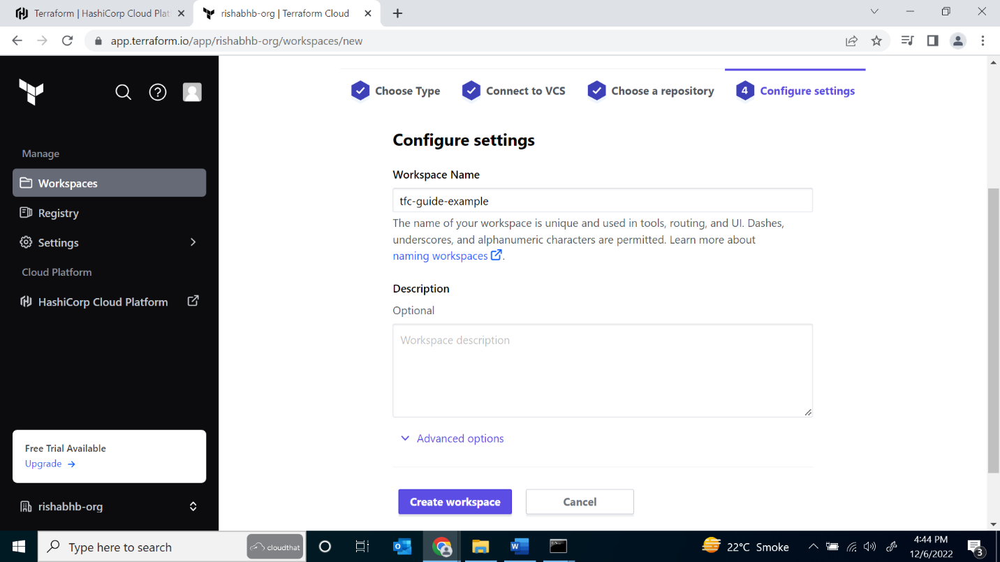 Terraform | HashiCorp Cloud Plat
rishabhb-org | Terraform Cloud
app.terraform.io/app/rishabhb-org/workspaces/new
Choose Type
Connect to VCS
Choose a repository
4 Configure settings
Manage
Workspaces
Registry
Settings
Cloud Platform
HashiCorp Cloud Platform
Free Trial Available
Upgrade →
rishabhb-org
Configure settings
Workspace Name
tfc-guide-example
The name of your workspace is unique and used in tools, routing, and UI. Dashes,
underscores, and alphanumeric characters are permitted. Learn more about
naming workspaces .
Description
Optional
Workspace description
Advanced options
Create workspace
Cancel
Type here to search
cloudthat
22°C Smoke
4:44 PM
12/6/2022
3